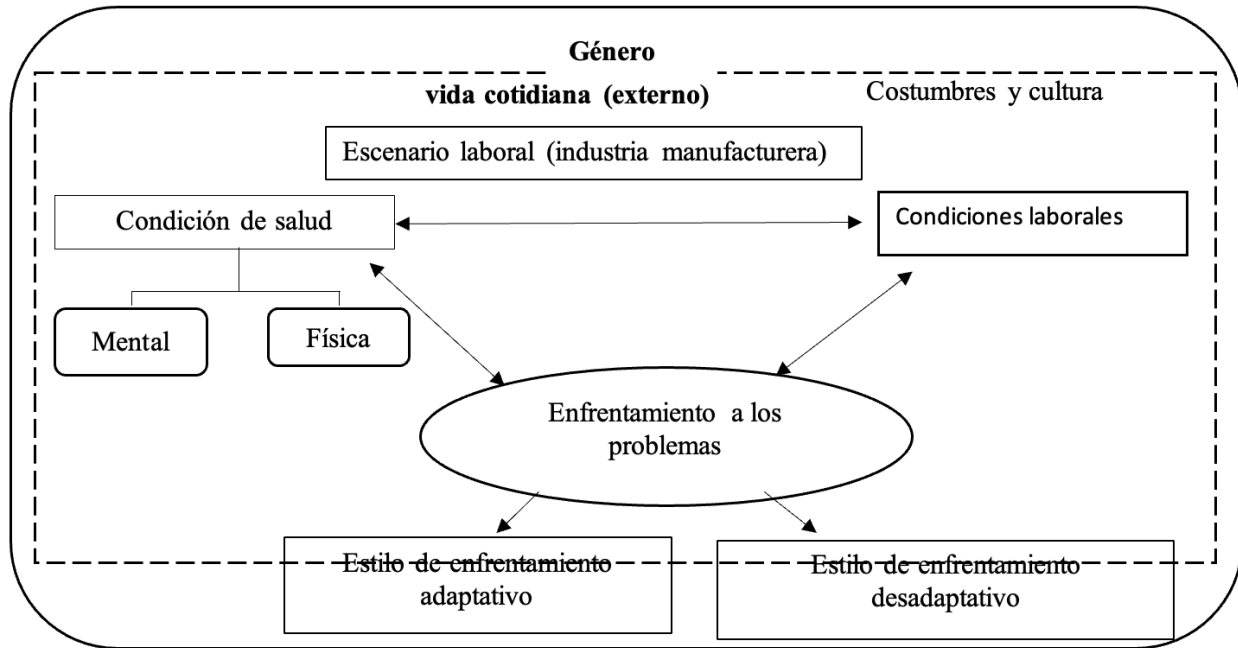 Género
vida cotidiana (externo)
Costumbres y cultura
Escenario laboral (industria manufacturera)
Condición de salud
Condiciones laborales
Mental
Física
Enfrentamiento a los
problemas
Estilo de enfrentamiento
adaptativo
Estilo de enfrentamiento
desadaptativo